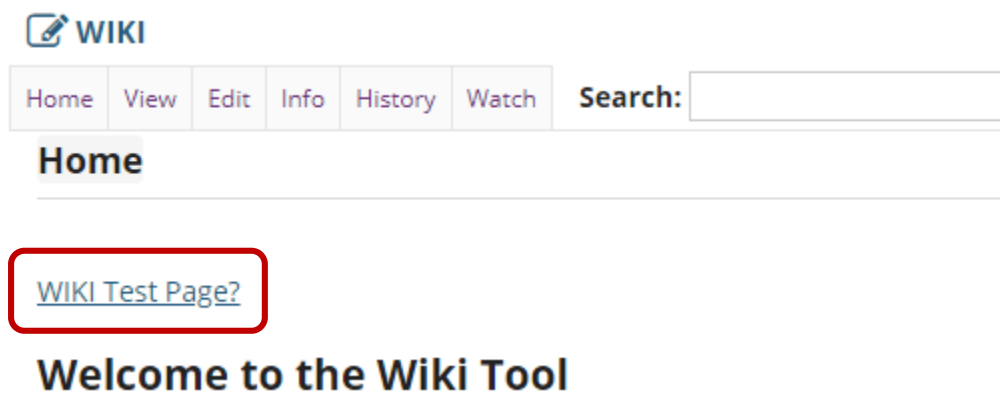 WIKI
Home View Edit Info History Watch Search:
Home
WIKI Test Page?
Welcome to the Wiki Tool